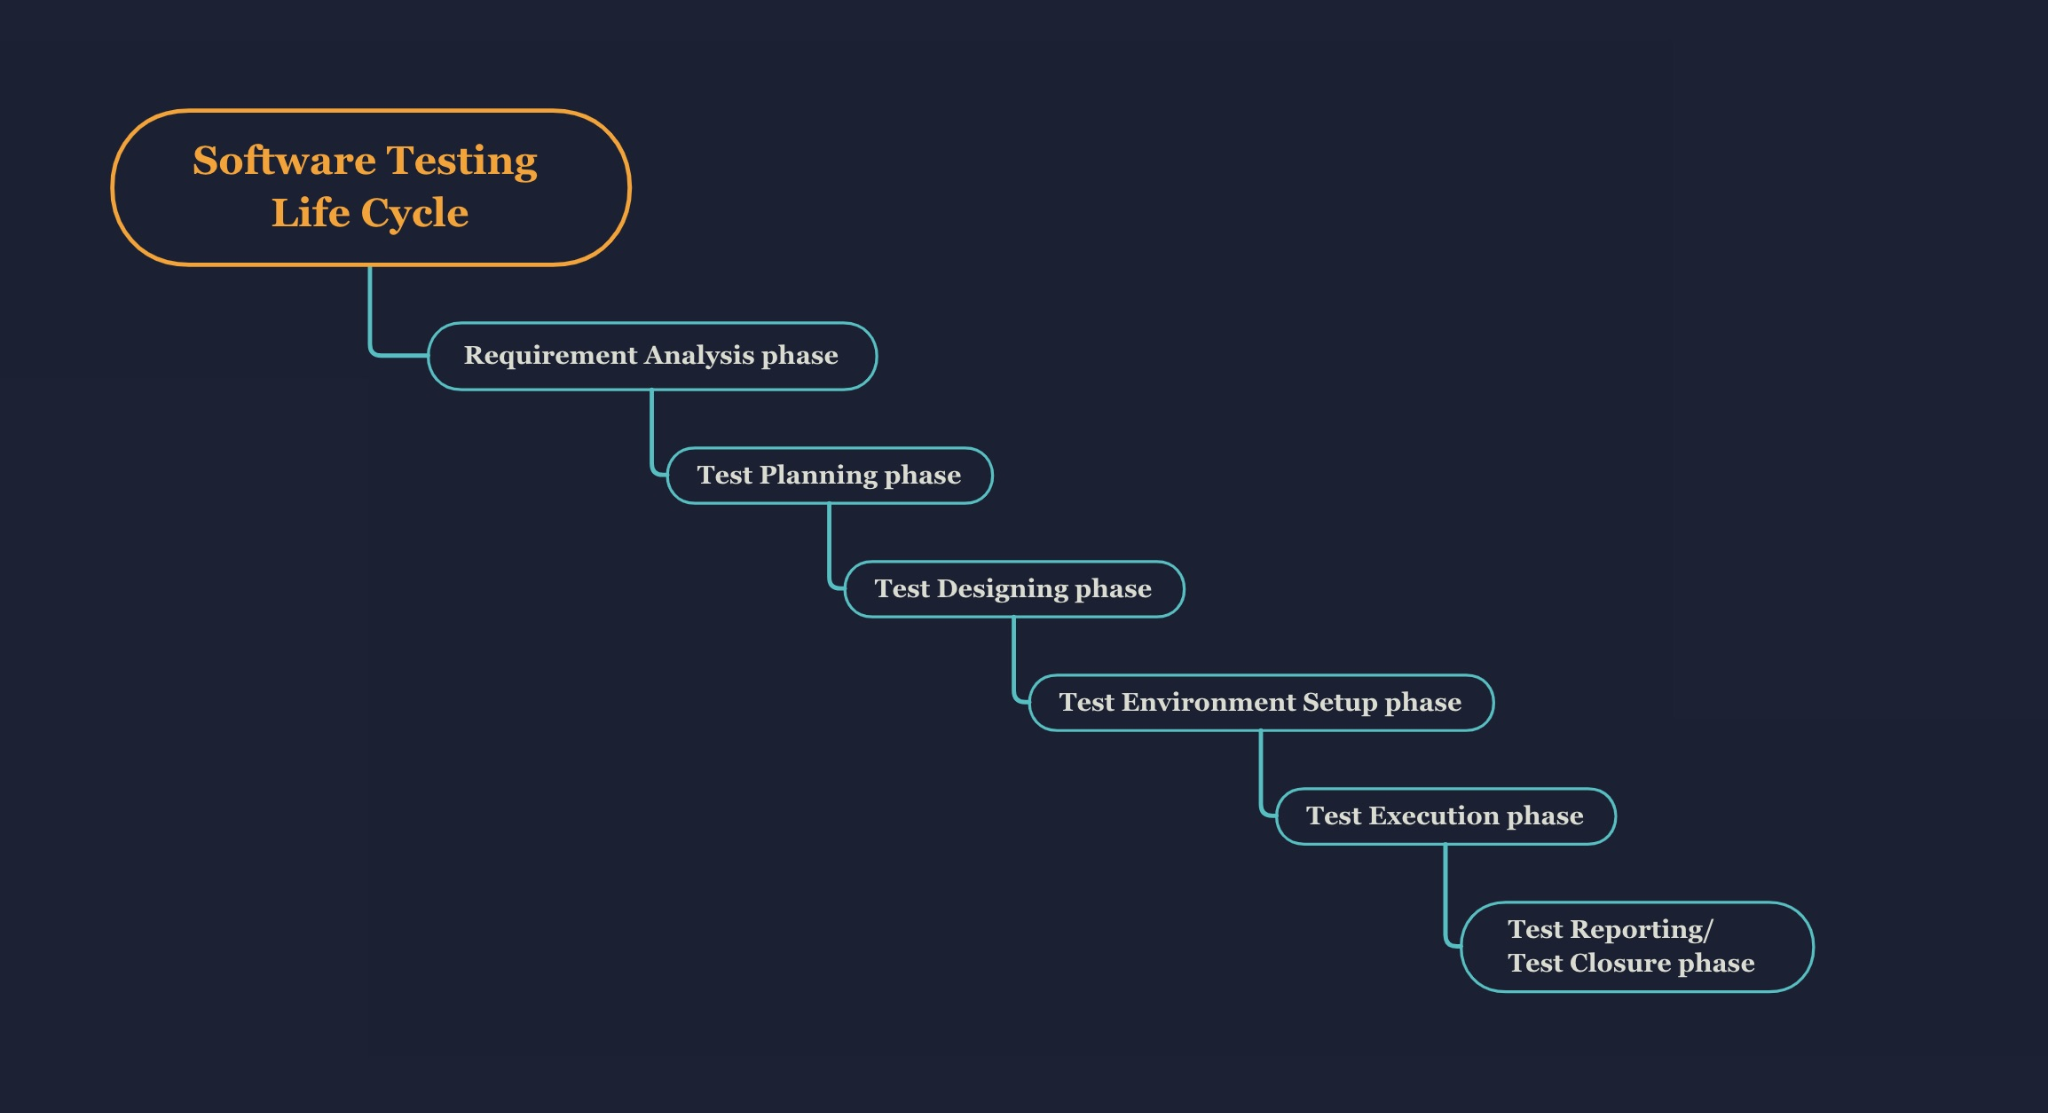 Software Testing
Life Cycle
Requirement Analysis phase
Test Planning phase
Test Designing phase
Test Environment Setup phase
Test Execution phase
Test Reporting/
Test Closure phase